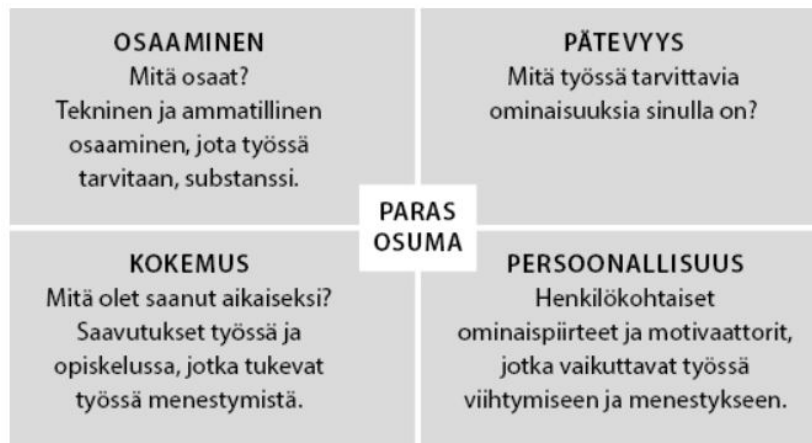 OSAAMINEN
Mitä osaat?
Tekninen ja ammatillinen
osaaminen, jota työssä
tarvitaan, substanssi.
PÄTEVYYS
Mitä työssä tarvittavia
ominaisuuksia sinulla on?
PARAS
OSUMA
KOKEMUS
Mitä olet saanut aikaiseksi?
Saavutukset työssä ja
opiskelussa, jotka tukevat
työssä menestymistä.
PERSOONALLISUUS
Henkilökohtaiset
ominaispiirteet ja motivaattorit,
jotka vaikuttavat työssä
viihtymiseen ja menestykseen.